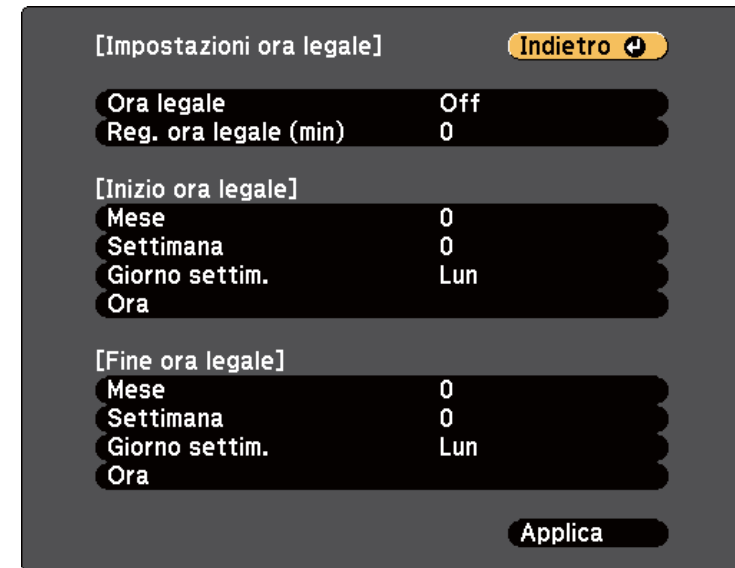 [Impostazioni ora legale] Indietro
Ora legale Off
Reg. ora legale (min) 0
[Inizio ora legale]
Mese 0
Settimana 0
Giorno settim. Lun
Ora
[Fine ora legale]
Mese 0
Settimana 0
Giorno settim. Lun
Ora
Applica